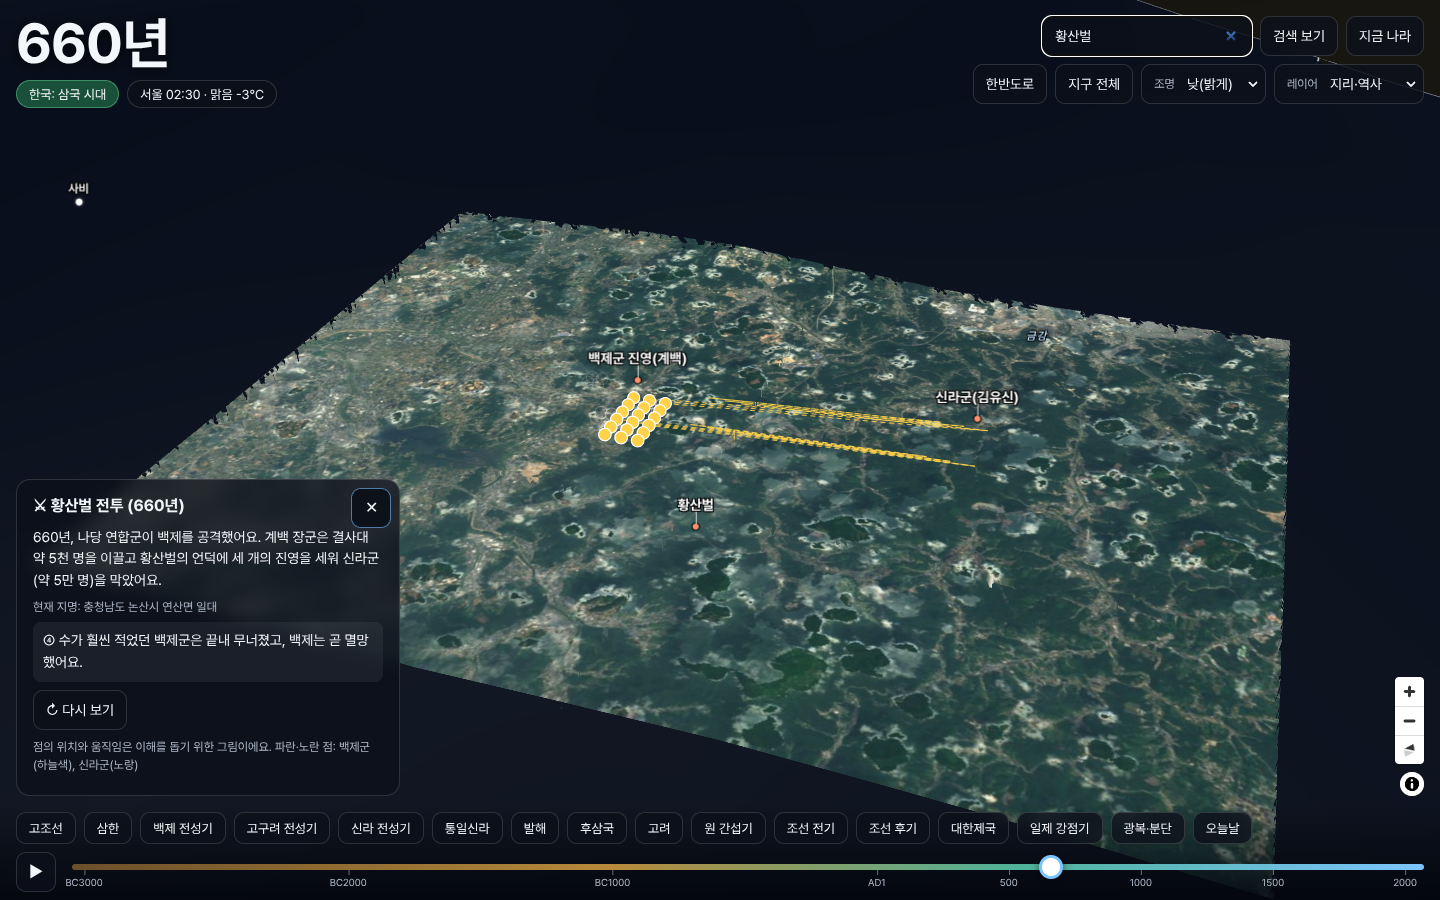 660년
한국: 삼국 시대
서울 02:30 · 맑음 -3°C
황산벌 ✕
검색 보기
지금 나라
한반도로
지구 전체
조명 낮(밝게)
레이어 지리·역사
사비
금강
백제군 진영(계백)
신라군(김유신)
황산벌
⚔ 황산벌 전투 (660년)
✕
660년, 나당 연합군이 백제를 공격했어요. 계백 장군은 결사대
약 5천 명을 이끌고 황산벌의 언덕에 세 개의 진영을 세워 신라군
(약 5만 명)을 막았어요.
현재 지명: 충청남도 논산시 연산면 일대
④ 수가 훨씬 적었던 백제군은 끝내 무너졌고, 백제는 곧 멸망
했어요.
↻ 다시 보기
점의 위치와 움직임은 이해를 돕기 위한 그림이에요. 파란·노란 점: 백제군
(하늘색), 신라군(노랑)
고조선
삼한
백제 전성기
고구려 전성기
신라 전성기
통일신라
발해
후삼국
고려
원 간섭기
조선 전기
조선 후기
대한제국
일제 강점기
광복·분단
오늘날
BC3000
BC2000
BC1000
AD1
500
1000
1500
2000